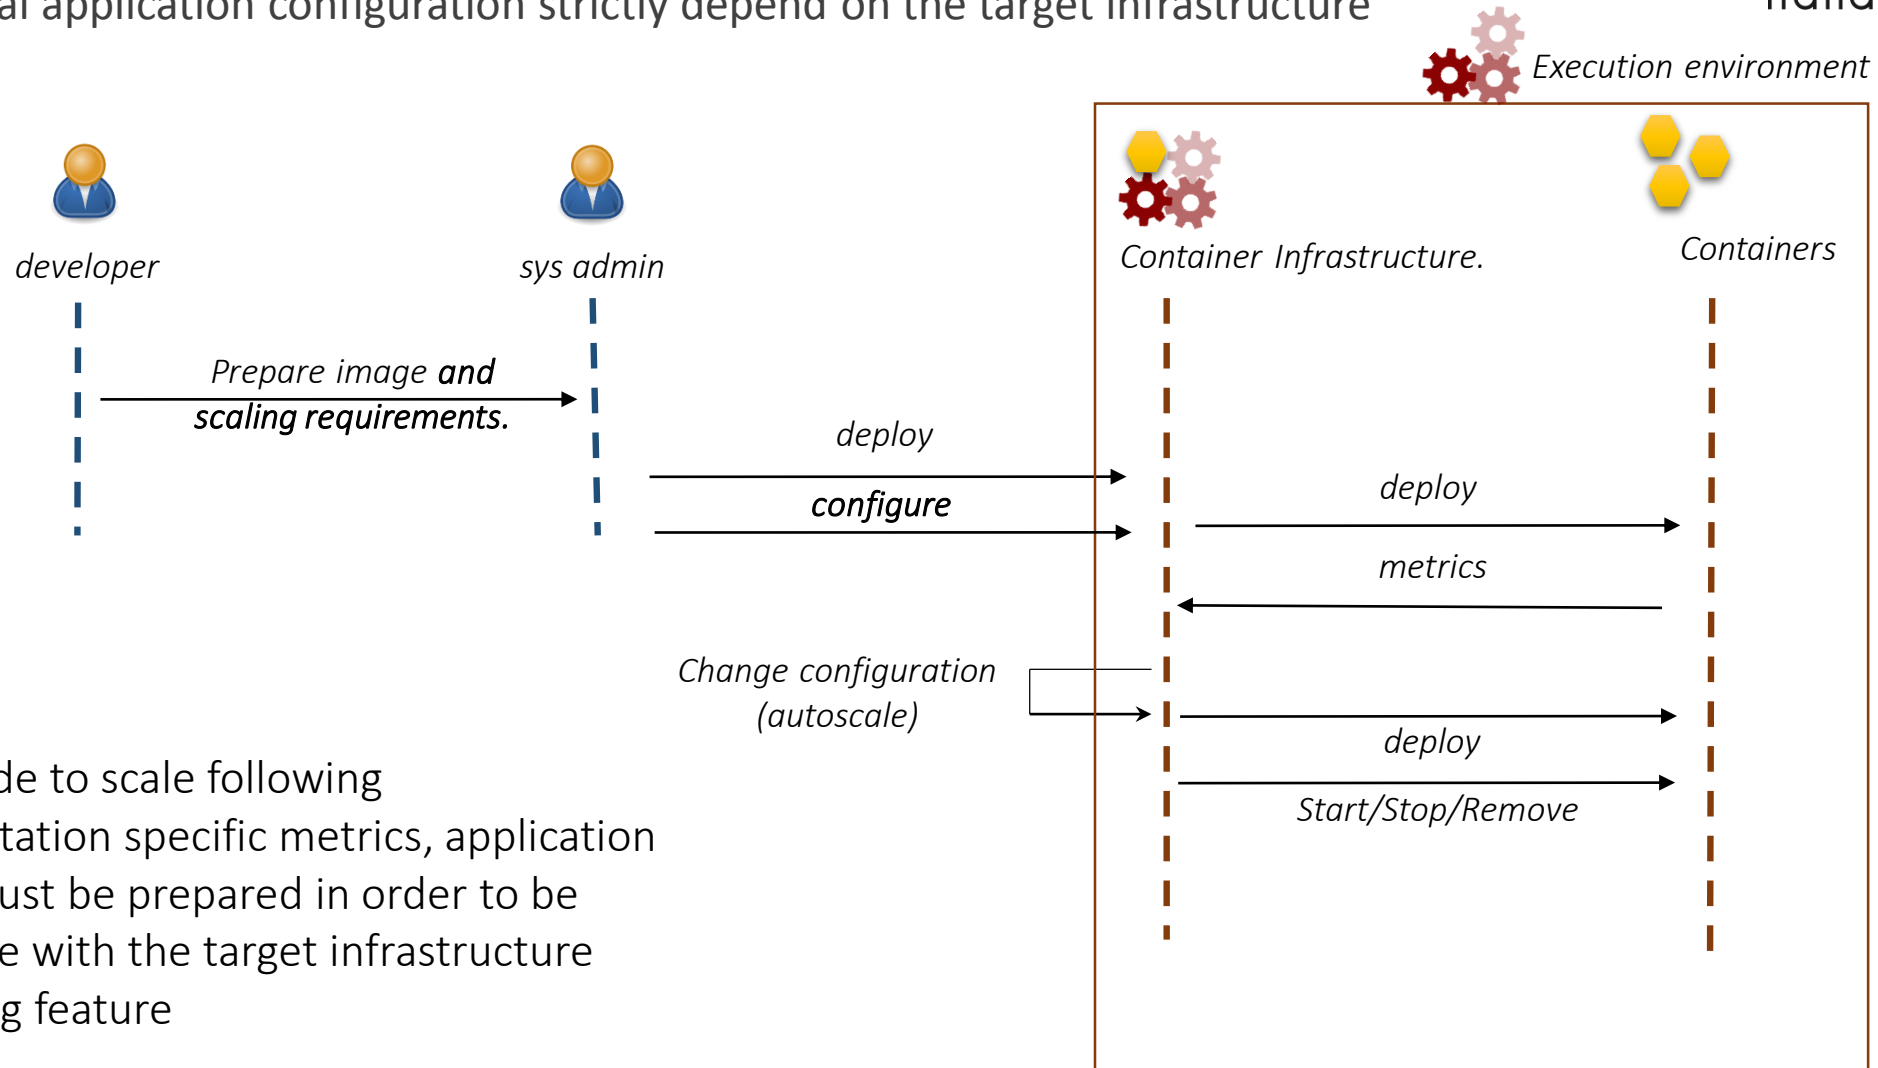 al application configuration strictly depend on the target infrastructure
Italia
Execution environment
developer
sys admin
Container Infrastructure.
Containers
Prepare image and
scaling requirements.
deploy
configure
deploy
metrics
Change configuration
(autoscale)
deploy
Start/Stop/Remove
de to scale following
tation specific metrics, application
ust be prepared in order to be
e with the target infrastructure
g feature